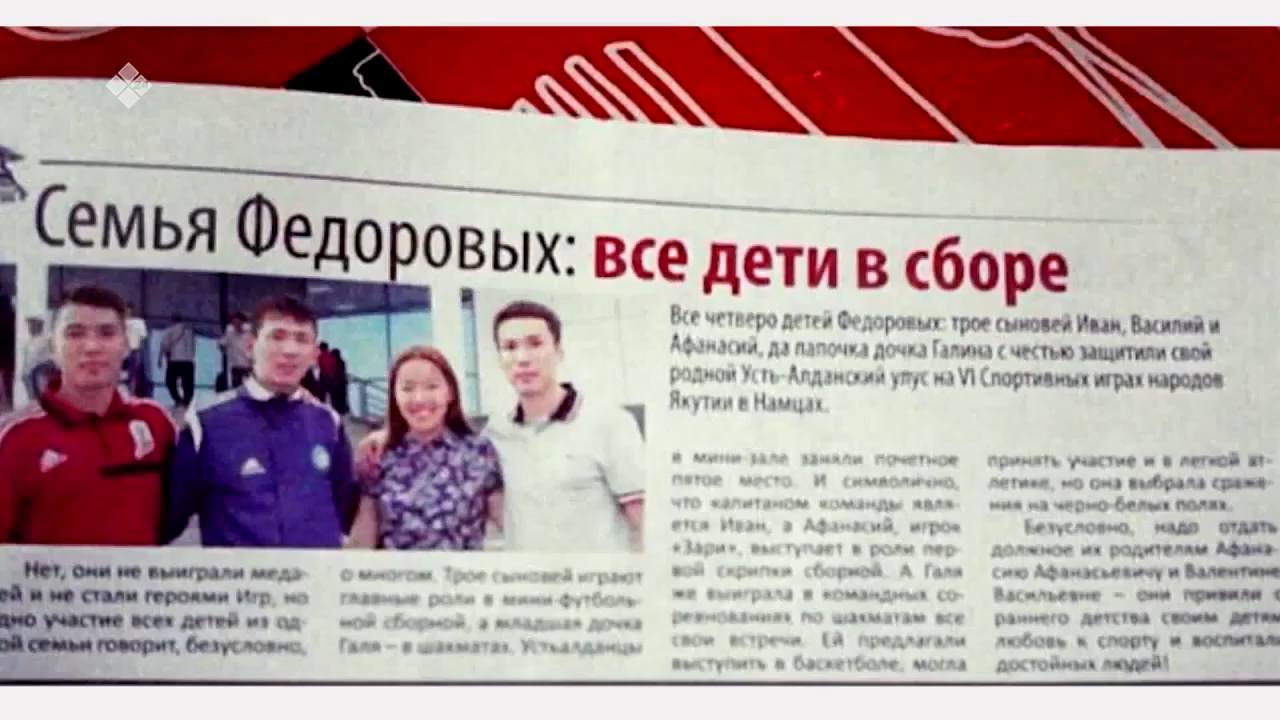 Семья Федоровых: все дети в сборе
Все четверо детей Федоровых: трое сыновей Иван, Василий и
Афанасий, да лапочка дочка Галина с честью защитили свой
родной Усть-Алданский улус на VI Спортивных играх народов
Якутии в Намцах.
Нет, они не выиграли меда-
ей и не стали героями Игр, но
дно участие всех детей из од-
ой семьи говорит, безусловно,
о многом. Трое сыновей играют
главные роли в мини-футболь-
ной сборной, а младшая дочка
Галя – в шахматах. Устьалданцы
в мини-зале заняли почетное
пятое место. И символично,
что капитаном команды явля-
ется Иван, а Афанасий, игрок
«Зари», выступает в роли пер-
вой скрипки сборной. А Галя
же выиграла в командных со-
ревнованиях по шахматам все
свои встречи. Ей предлагали
выступить в баскетболе, могла
принять участие и в легкой ат-
летике, но она выбрала сраже-
ния на черно-белых полях.
Безусловно, надо отдать
должное их родителям Афана-
сию Афанасьевичу и Валентине
Васильевне – они привили с
раннего детства своим детям
любовь к спорту и воспитали
достойных людей!